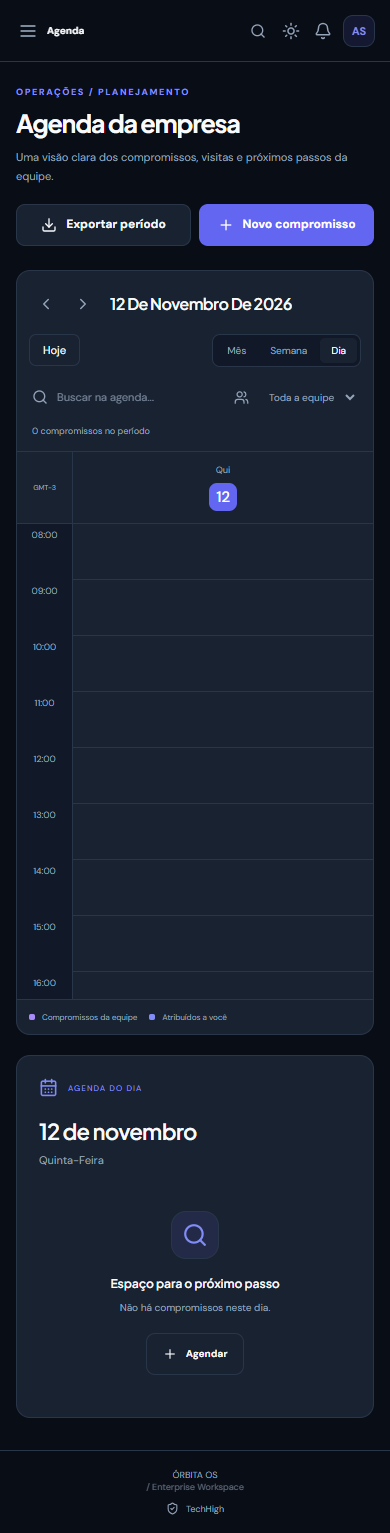 Agenda
AS
OPERAÇÕES / PLANEJAMENTO
Agenda da empresa
Uma visão clara dos compromissos, visitas e próximos passos da
equipe.
Exportar período
Novo compromisso
12 De Novembro De 2026
Hoje
Mês
Semana
Dia
Buscar na agenda...
Toda a equipe
0 compromissos no período
GMT-3
Qui
12
08:00
09:00
10:00
11:00
12:00
13:00
14:00
15:00
16:00
Compromissos da equipe
Atribuídos a você
AGENDA DO DIA
12 de novembro
Quinta-Feira
Espaço para o próximo passo
Não há compromissos neste dia.
Agendar
ÓRBITA OS
/ Enterprise Workspace
TechHigh